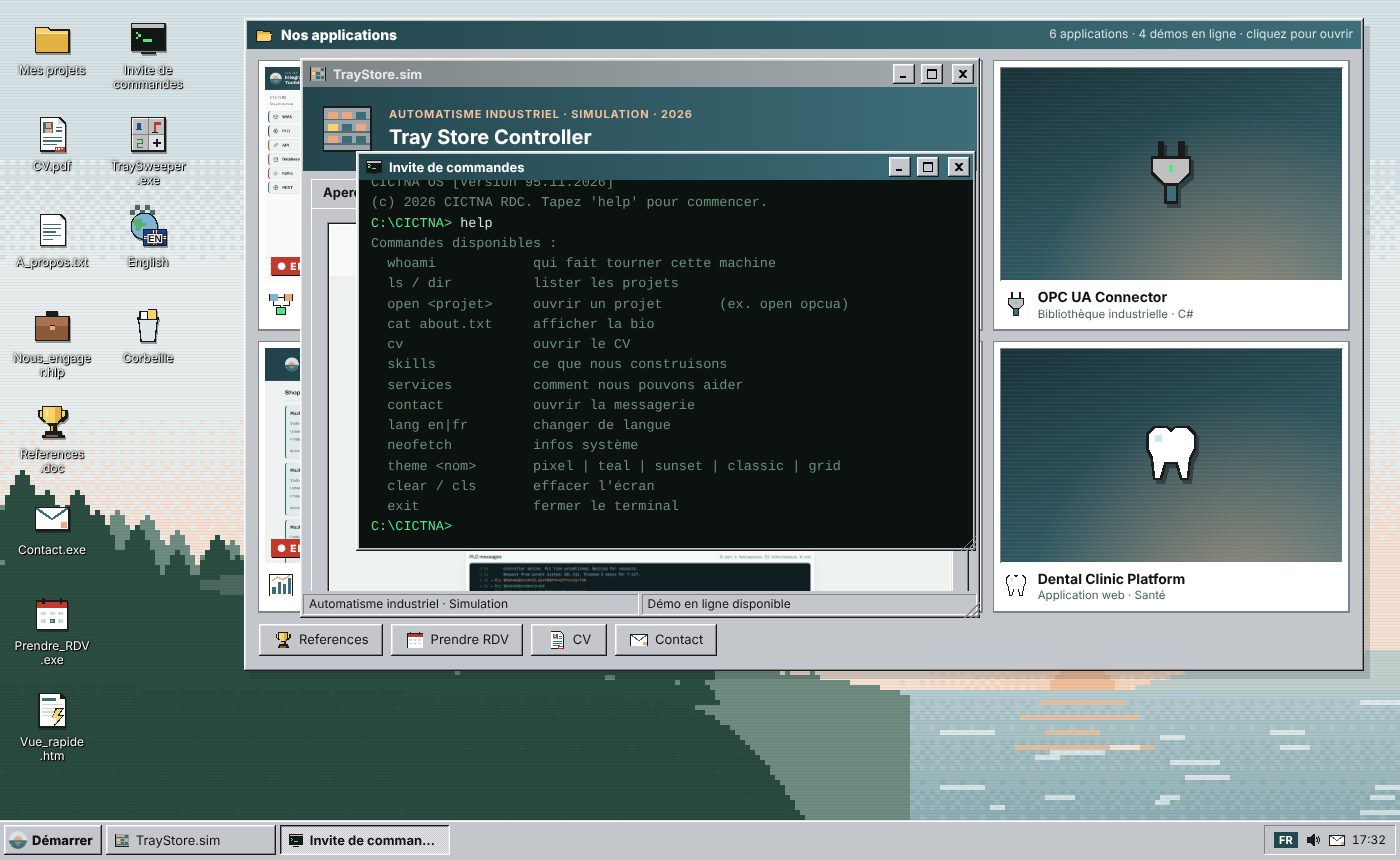 Mes projets
Invite de
commandes
CV.pdf
TraySweeper
.exe
A_propos.txt
EN
English
Nous_engage
r.hlp
Corbeille
References
.doc
Contact.exe
Prendre_RDV
.exe
Vue_rapide
.htm
Nos applications
6 applications · 4 démos en ligne · cliquez pour ouvrir
TrayStore.sim
AUTOMATISME INDUSTRIEL · SIMULATION · 2026
Tray Store Controller
Invite de commandes
CICTNA OS [version 95.11.2026]
(c) 2026 CICTNA RDC. Tapez 'help' pour commencer.
C:\CICTNA> help
Commandes disponibles :
whoami qui fait tourner cette machine
ls / dir lister les projets
open <projet> ouvrir un projet (ex. open opcua)
cat about.txt afficher la bio
cv ouvrir le CV
skills ce que nous construisons
services comment nous pouvons aider
contact ouvrir la messagerie
lang en|fr changer de langue
neofetch infos système
theme <nom> pixel | teal | sunset | classic | grid
clear / cls effacer l'écran
exit fermer le terminal
C:\CICTNA>
PLC messages
Automatisme industriel · Simulation
Démo en ligne disponible
OPC UA Connector
Bibliothèque industrielle · C#
Dental Clinic Platform
Application web · Santé
References
Prendre RDV
CV
Contact
Démarrer
TrayStore.sim
Invite de comman...
FR
17:32